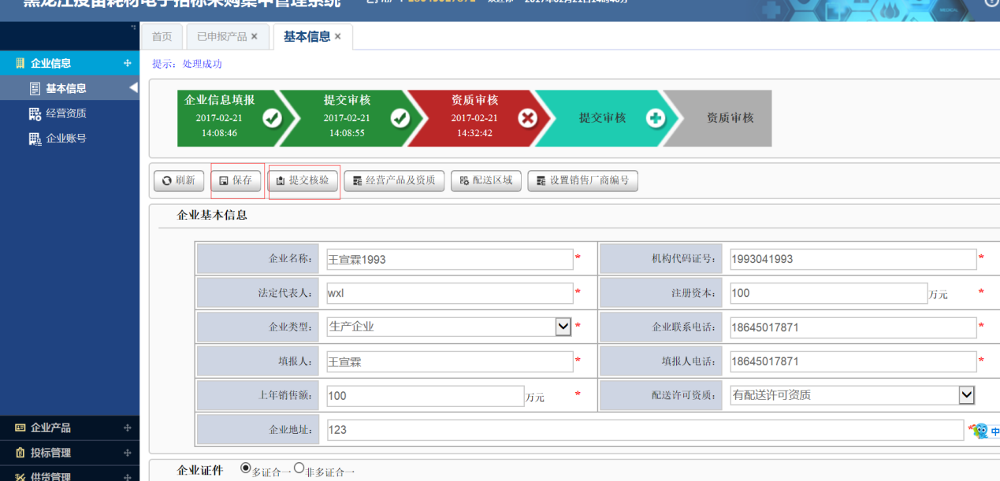 黑龙江疫苗耗材电子招标采购集中管理系统
首页 已申报产品 × 基本信息 ×
企业信息
基本信息
经营资质
企业账号
企业产品
投标管理
供货管理
提示：处理成功
企业信息填报 2017-02-21 14:08:46
提交审核 2017-02-21 14:08:55
资质审核 2017-02-21 14:32:42
提交审核
资质审核
刷新 保存 提交核验 经营产品及资质 配送区域 设置销售厂商编号
企业基本信息
企业名称： 王宣霖1993 * 机构代码证号： 1993041993 *
法定代表人： wxl * 注册资本： 100 万元 *
企业类型： 生产企业 * 企业联系电话： 18645017871 *
填报人： 王宣霖 * 填报人电话： 18645017871 *
上年销售额： 100 万元 * 配送许可资质： 有配送许可资质
企业地址： 123 * 中
企业证件 多证合一 非多证合一